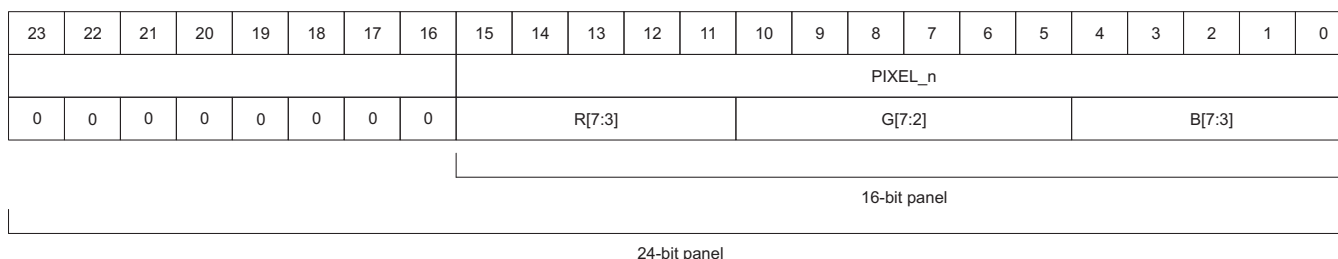 23 22 21 20 19 18 17 16 15 14 13 12 11 10 9 8 7 6 5 4 3 2 1 0
PIXEL_n
0 0 0 0 0 0 0 0 R[7:3] G[7:2] B[7:3]
16-bit panel
24-bit panel